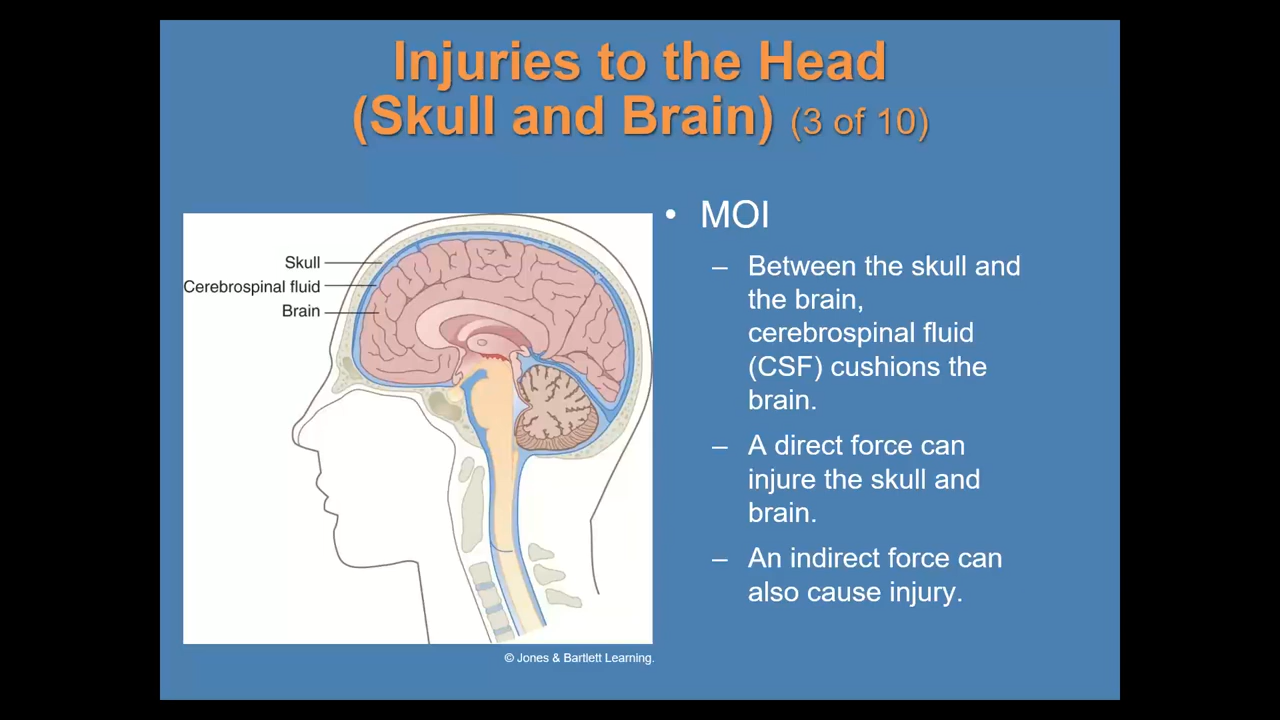 Injuries to the Head
(Skull and Brain) (3 of 10)
Skull
Cerebrospinal fluid
Brain
© Jones & Bartlett Learning.
• MOI
– Between the skull and
the brain,
cerebrospinal fluid
(CSF) cushions the
brain.
– A direct force can
injure the skull and
brain.
– An indirect force can
also cause injury.